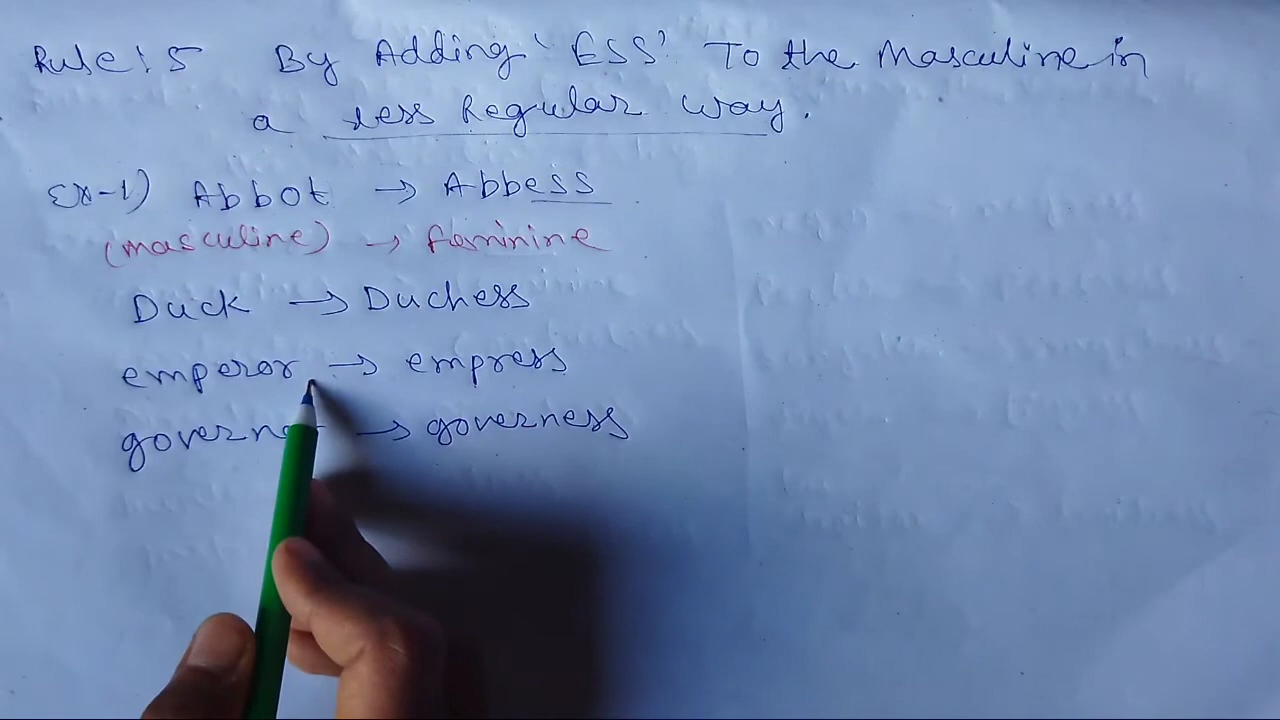 Rule: 5 By Adding 'ESS' To the Masculine in
a less Regular way.
Ex-1) Abbot → Abbess
(masculine) → feminine
Duck → Duchess
emperor → empress
→ governess